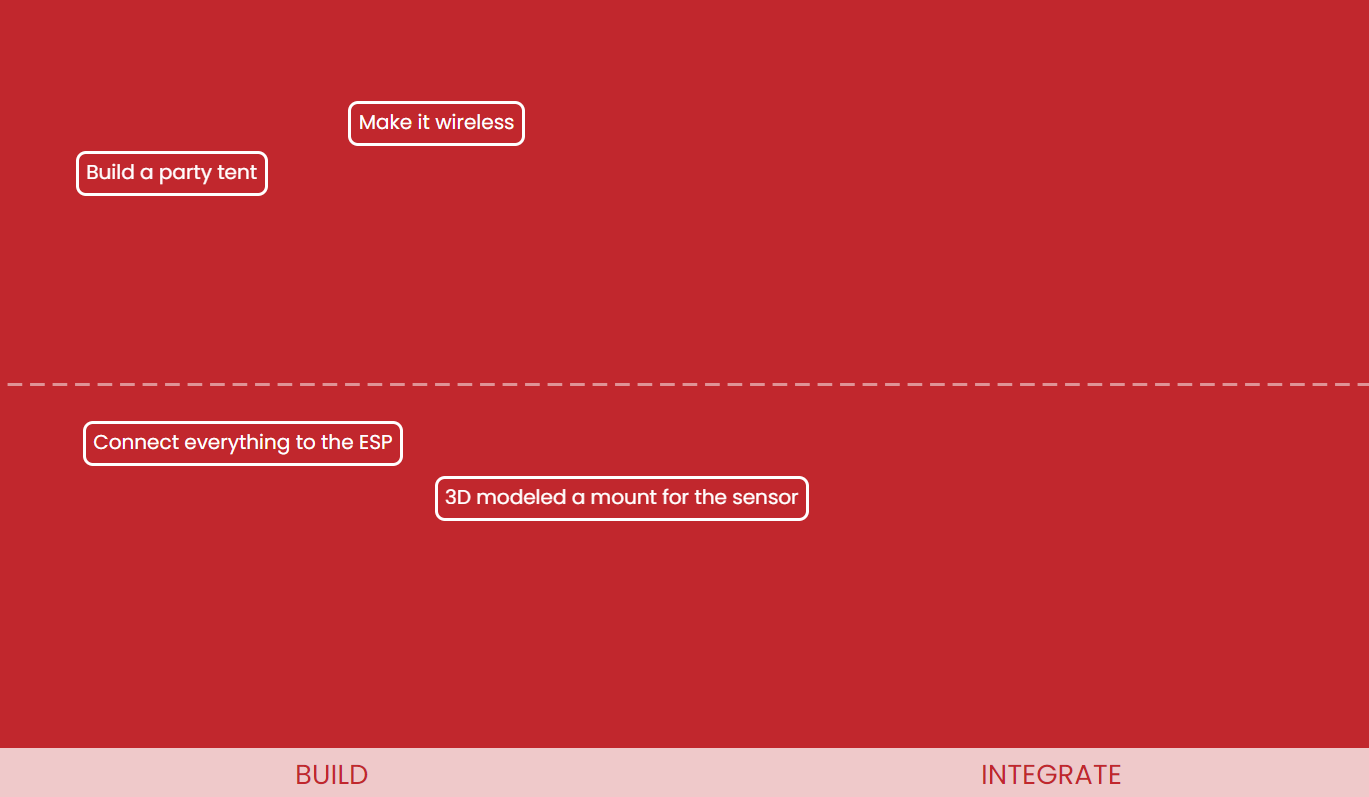 Make it wireless
Build a party tent
Connect everything to the ESP
3D modeled a mount for the sensor
BUILD
INTEGRATE